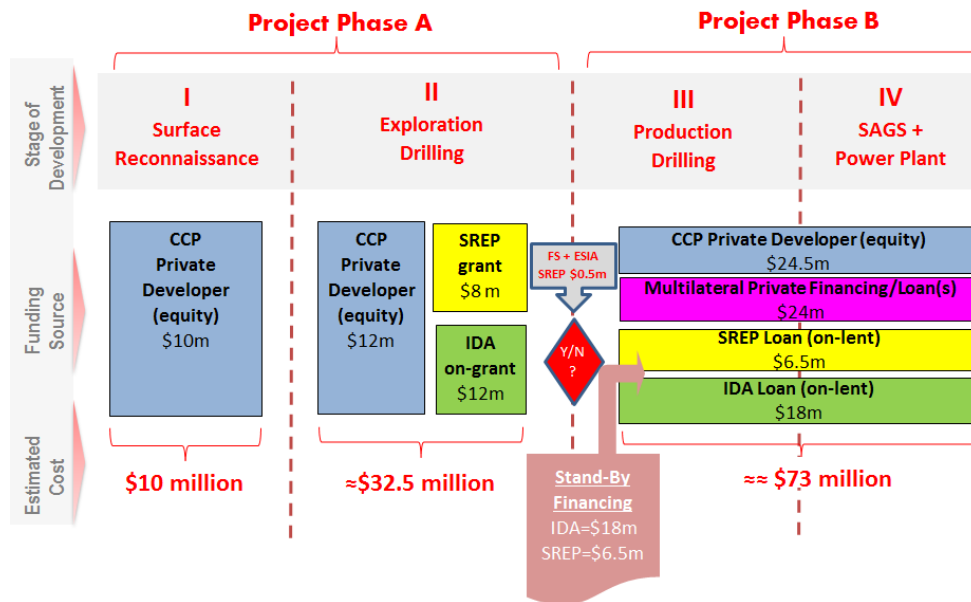 Project Phase A
Project Phase B
Stage of
Development
I
Surface
Reconnaissance
II
Exploration
Drilling
III
Production
Drilling
IV
SAGS +
Power Plant
Funding
Source
CCP
Private
Developer
(equity)
$10m
CCP
Private
Developer
(equity)
$12m
SREP
grant
$8 m
IDA
on-grant
$12m
FS + ESIA
SREP $0.5m
Y/N
?
CCP Private Developer (equity)
$24.5m
Multilateral Private Financing/Loan(s)
$24m
SREP Loan (on-lent)
$6.5m
IDA Loan (on-lent)
$18m
Estimated
Cost
$10 million
≈$32.5 million
Stand-By
Financing
IDA=$18m
SREP=$6.5m
≈≈ $73 million